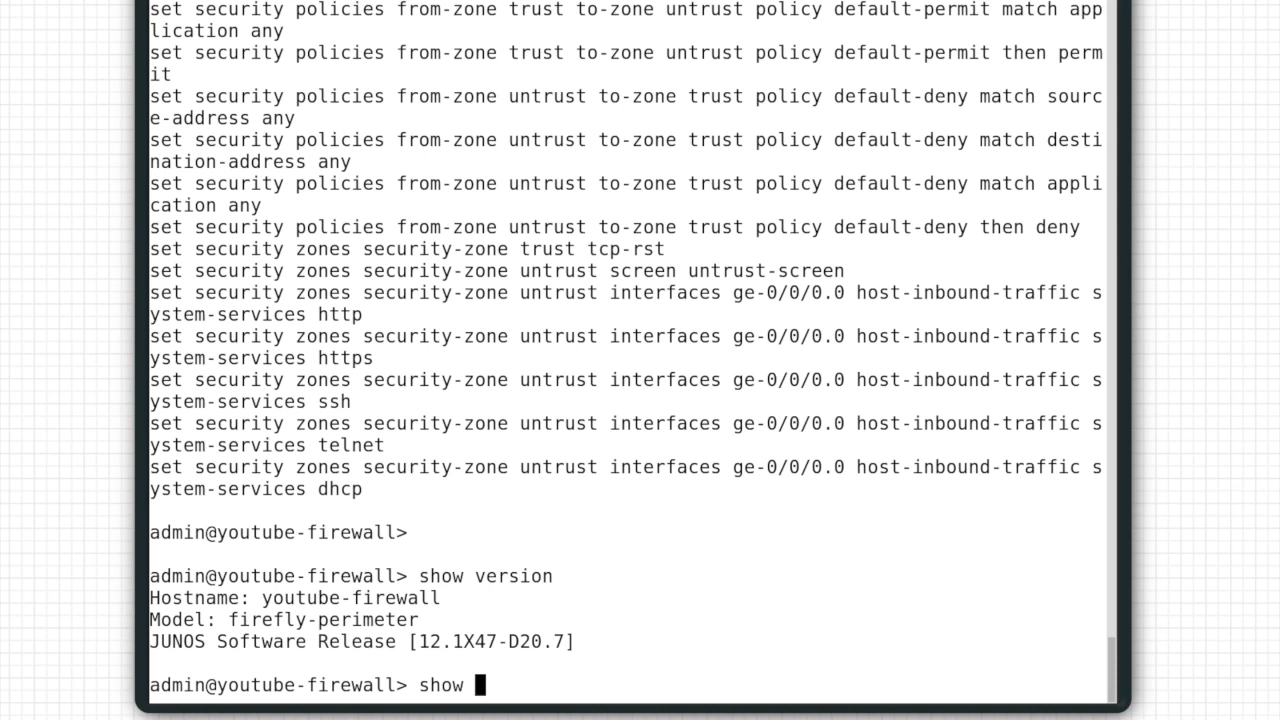 set security policies from-zone trust to-zone untrust policy default-permit match app
lication any
set security policies from-zone trust to-zone untrust policy default-permit then perm
it
set security policies from-zone untrust to-zone trust policy default-deny match sourc
e-address any
set security policies from-zone untrust to-zone trust policy default-deny match desti
nation-address any
set security policies from-zone untrust to-zone trust policy default-deny match appli
cation any
set security policies from-zone untrust to-zone trust policy default-deny then deny
set security zones security-zone trust tcp-rst
set security zones security-zone untrust screen untrust-screen
set security zones security-zone untrust interfaces ge-0/0/0.0 host-inbound-traffic s
ystem-services http
set security zones security-zone untrust interfaces ge-0/0/0.0 host-inbound-traffic s
ystem-services https
set security zones security-zone untrust interfaces ge-0/0/0.0 host-inbound-traffic s
ystem-services ssh
set security zones security-zone untrust interfaces ge-0/0/0.0 host-inbound-traffic s
ystem-services telnet
set security zones security-zone untrust interfaces ge-0/0/0.0 host-inbound-traffic s
ystem-services dhcp
admin@youtube-firewall>
admin@youtube-firewall> show version
Hostname: youtube-firewall
Model: firefly-perimeter
JUNOS Software Release [12.1X47-D20.7]
admin@youtube-firewall> show